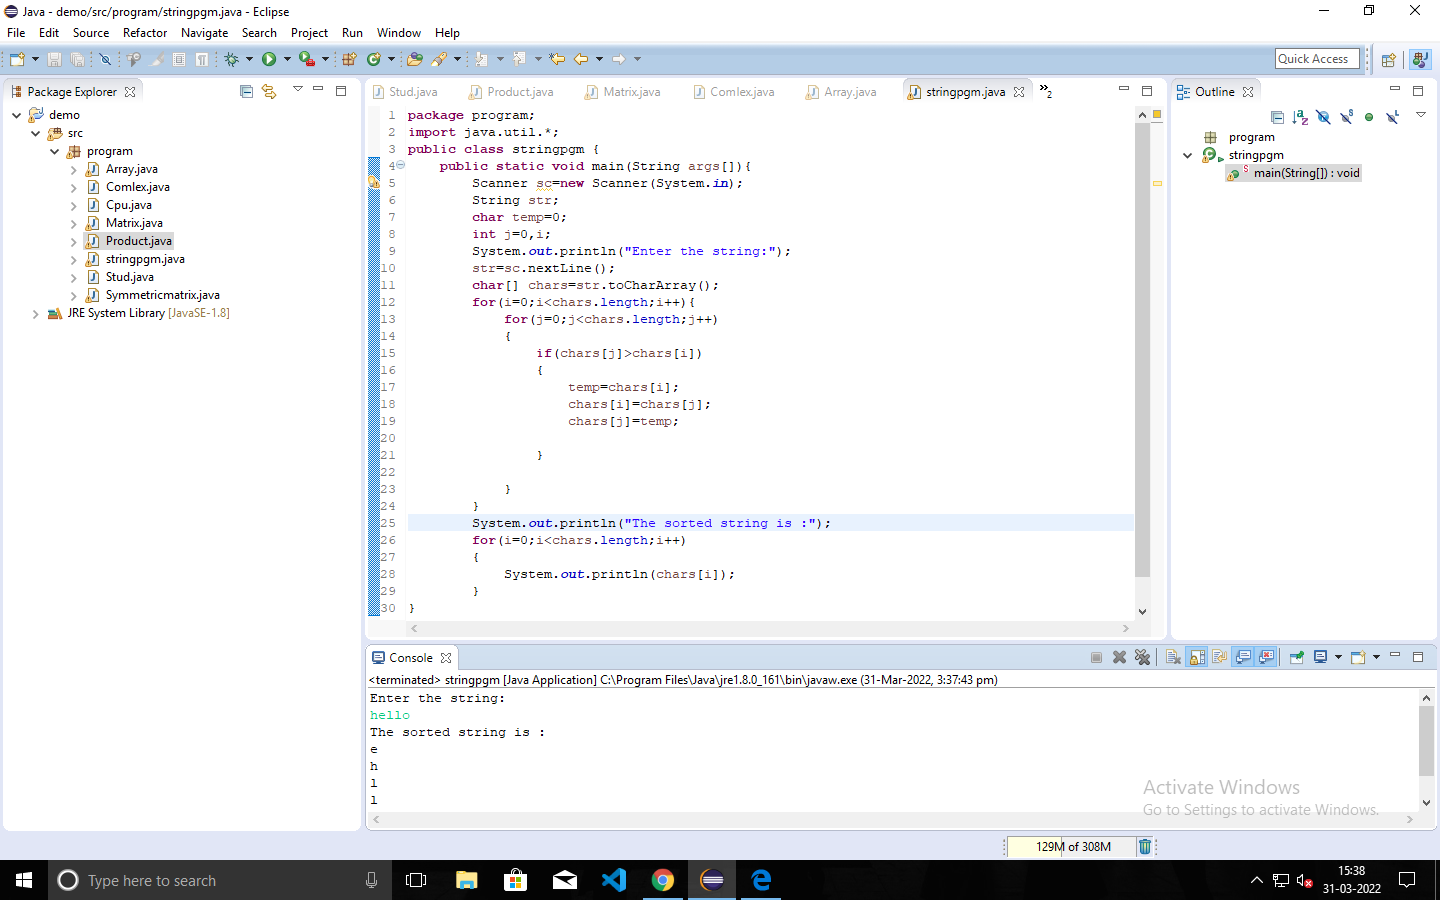 Java - demo/src/program/stringpgm.java - Eclipse
File Edit Source Refactor Navigate Search Project Run Window Help
Quick Access
Package Explorer
demo
src
program
Array.java
Comlex.java
Cpu.java
Matrix.java
Product.java
stringpgm.java
Stud.java
Symmetricmatrix.java
JRE System Library [JavaSE-1.8]
Stud.java Product.java Matrix.java Comlex.java Array.java stringpgm.java »2
1 package program;
2 import java.util.*;
3 public class stringpgm {
4 public static void main(String args[]){
5 Scanner sc=new Scanner(System.in);
6 String str;
7 char temp=0;
8 int j=0,i;
9 System.out.println("Enter the string:");
10 str=sc.nextLine();
11 char[] chars=str.toCharArray();
12 for(i=0;i<chars.length;i++){
13 for(j=0;j<chars.length;j++)
14 {
15 if(chars[j]>chars[i])
16 {
17 temp=chars[i];
18 chars[i]=chars[j];
19 chars[j]=temp;
20
21 }
22
23 }
24 }
25 System.out.println("The sorted string is :");
26 for(i=0;i<chars.length;i++)
27 {
28 System.out.println(chars[i]);
29 }
30 }
Outline
program
stringpgm
main(String[]) : void
Console
<terminated> stringpgm [Java Application] C:\Program Files\Java\jre1.8.0_161\bin\javaw.exe (31-Mar-2022, 3:37:43 pm)
Enter the string:
hello
The sorted string is :
e
h
l
l
Activate Windows
Go to Settings to activate Windows.
129M of 308M
Type here to search
15:38
31-03-2022